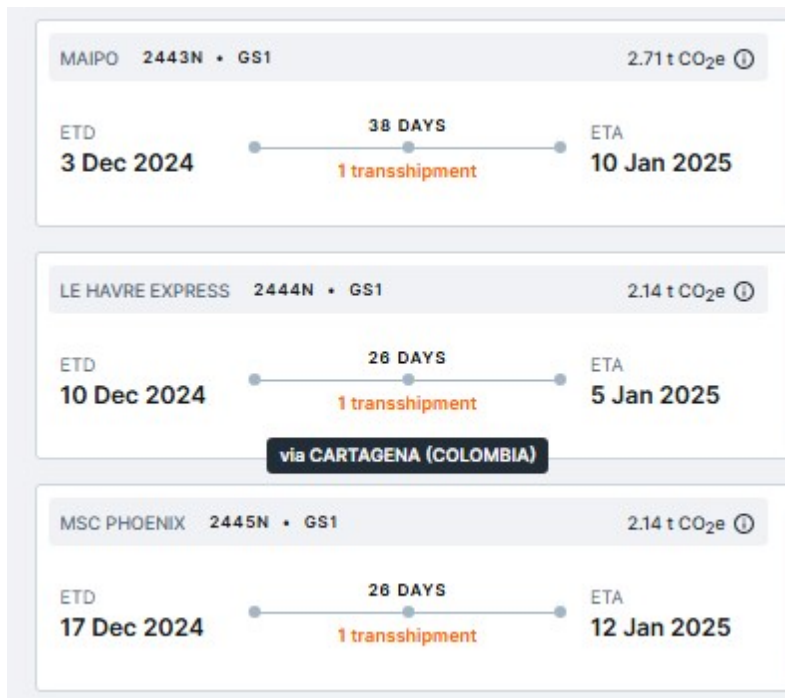 MAIPO 2443N • GS1 2.71 t CO₂e
38 DAYS
ETD ETA
3 Dec 2024 10 Jan 2025
1 transshipment
LE HAVRE EXPRESS 2444N • GS1 2.14 t CO₂e
26 DAYS
ETD ETA
10 Dec 2024 5 Jan 2025
1 transshipment
via CARTAGENA (COLOMBIA)
MSC PHOENIX 2445N • GS1 2.14 t CO₂e
26 DAYS
ETD ETA
17 Dec 2024 12 Jan 2025
1 transshipment